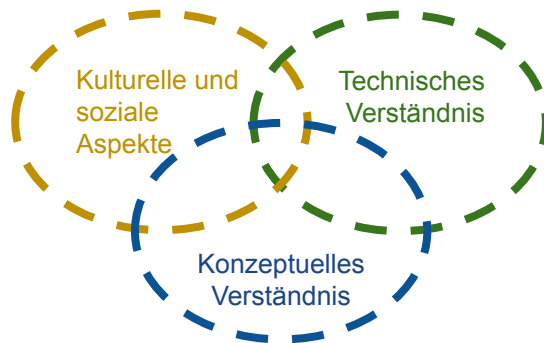 Kulturelle und
soziale
Aspekte
Technisches
Verständnis
Konzeptuelles
Verständnis